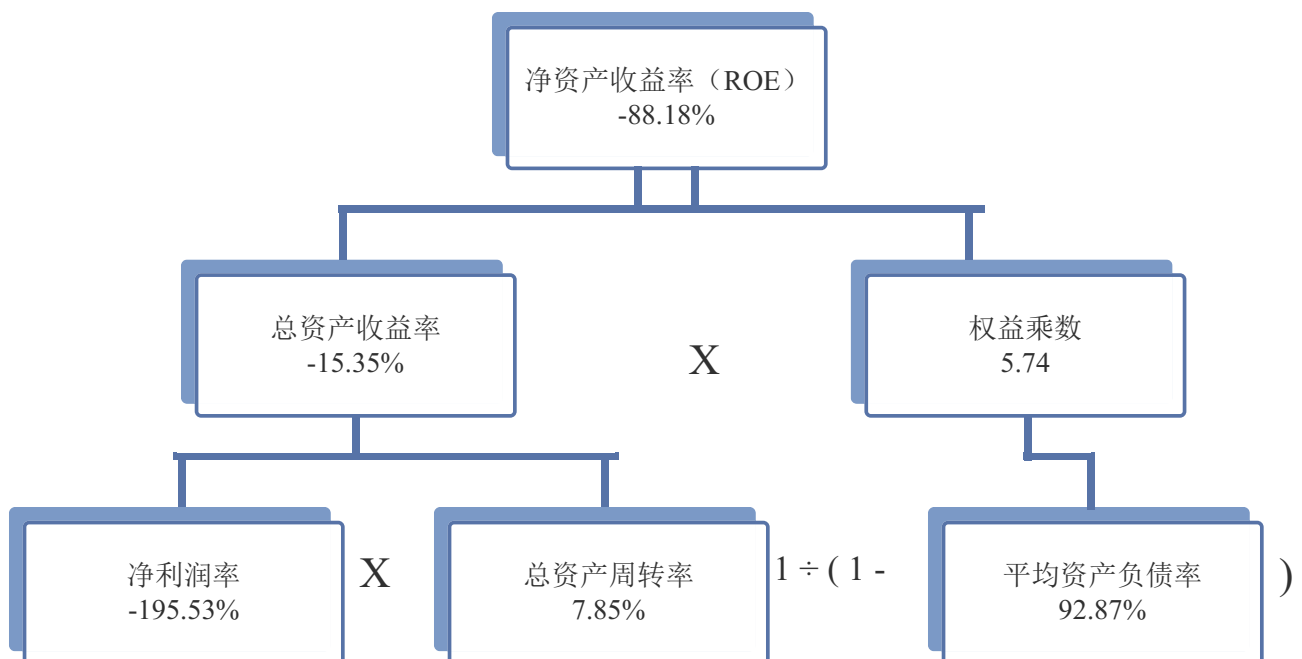 净资产收益率（ROE）
-88.18%
总资产收益率
-15.35%
X
权益乘数
5.74
净利润率
-195.53%
X
总资产周转率
7.85%
1 ÷ ( 1 -
平均资产负债率
92.87%
)